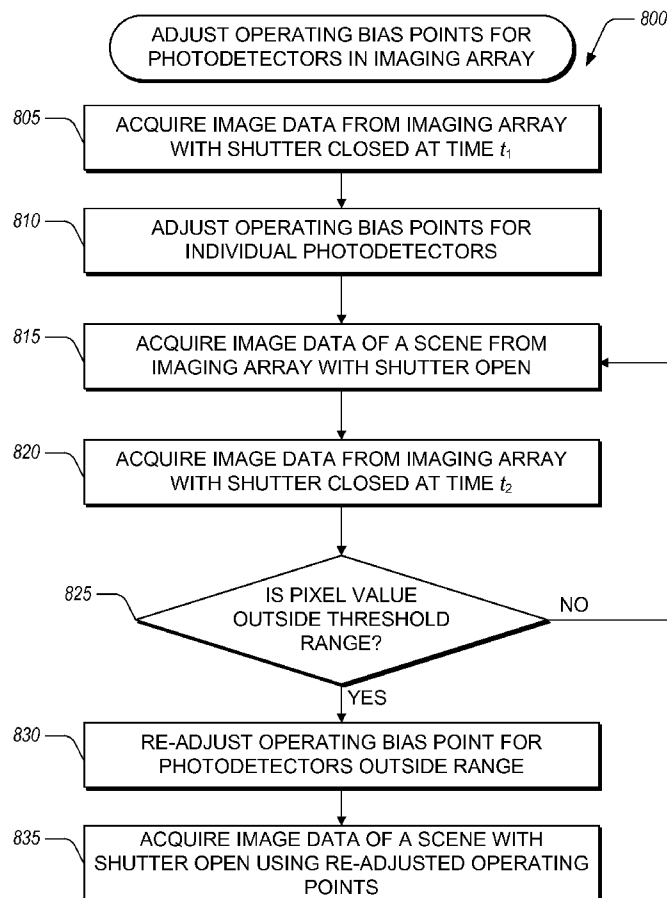 ADJUST OPERATING BIAS POINTS FOR
PHOTODETECTORS IN IMAGING ARRAY
800
805
ACQUIRE IMAGE DATA FROM IMAGING ARRAY
WITH SHUTTER CLOSED AT TIME t1
810
ADJUST OPERATING BIAS POINTS FOR
INDIVIDUAL PHOTODETECTORS
815
ACQUIRE IMAGE DATA OF A SCENE FROM
IMAGING ARRAY WITH SHUTTER OPEN
820
ACQUIRE IMAGE DATA FROM IMAGING ARRAY
WITH SHUTTER CLOSED AT TIME t2
825
IS PIXEL VALUE
OUTSIDE THRESHOLD
RANGE?
NO
YES
830
RE-ADJUST OPERATING BIAS POINT FOR
PHOTODETECTORS OUTSIDE RANGE
835
ACQUIRE IMAGE DATA OF A SCENE WITH
SHUTTER OPEN USING RE-ADJUSTED OPERATING
POINTS